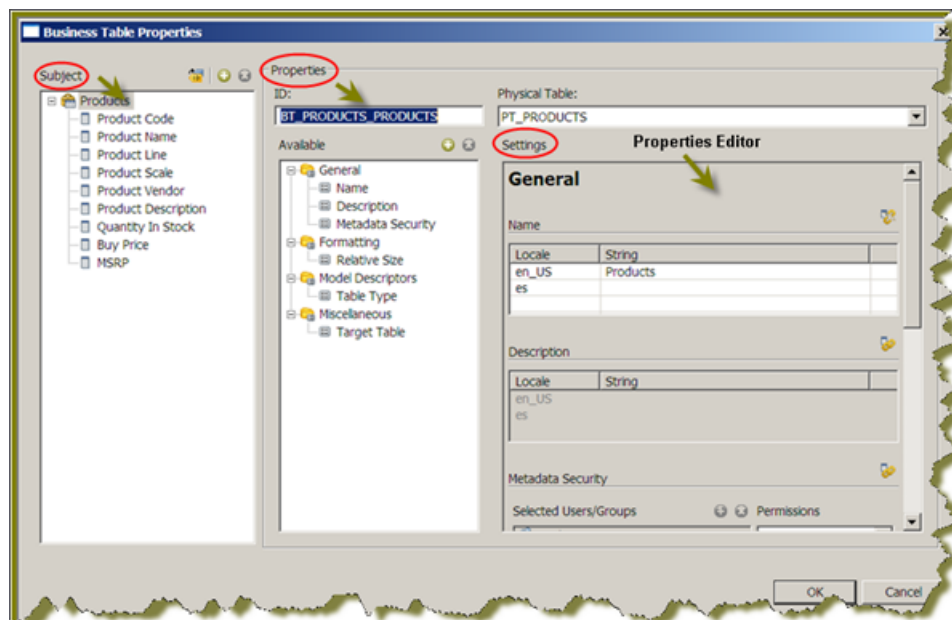 Business Table Properties
Subject
Products
Product Code
Product Name
Product Line
Product Scale
Product Vendor
Product Description
Quantity In Stock
Buy Price
MSRP
Properties
ID:
BT_PRODUCTS_PRODUCTS
Physical Table:
PT_PRODUCTS
Available
General
Name
Description
Metadata Security
Formatting
Relative Size
Model Descriptors
Table Type
Miscellaneous
Target Table
Settings
Properties Editor
General
Name
Locale String
en_US Products
es
Description
Locale String
en_US
es
Metadata Security
Selected Users/Groups Permissions
OK Cancel